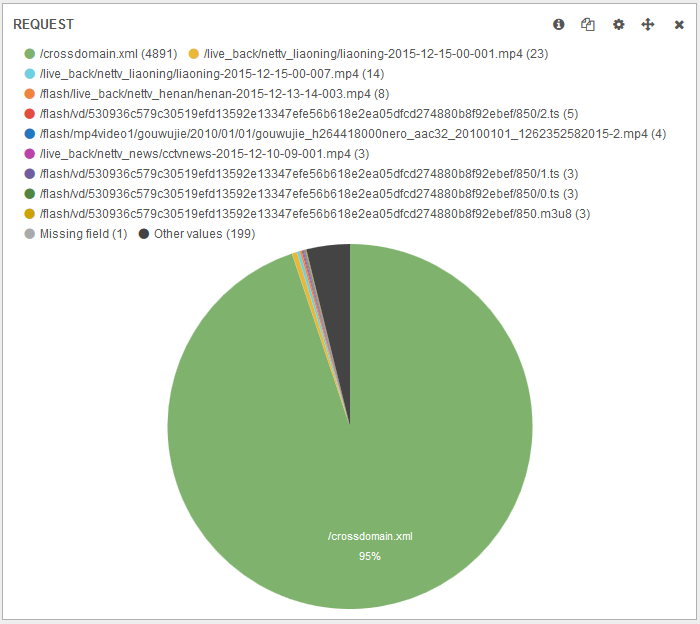 REQUEST
/crossdomain.xml (4891) /live_back/nettv_liaoning/liaoning-2015-12-15-00-001.mp4 (23)
/live_back/nettv_liaoning/liaoning-2015-12-15-00-007.mp4 (14)
/flash/live_back/nettv_henan/henan-2015-12-13-14-003.mp4 (8)
/flash/vd/530936c579c30519efd13592e13347efe56b618e2ea05dfcd274880b8f92ebef/850/2.ts (5)
/flash/mp4video1/gouwujie/2010/01/01/gouwujie_h264418000nero_aac32_20100101_1262352582015-2.mp4 (4)
/live_back/nettv_news/cctvnews-2015-12-10-09-001.mp4 (3)
/flash/vd/530936c579c30519efd13592e13347efe56b618e2ea05dfcd274880b8f92ebef/850/1.ts (3)
/flash/vd/530936c579c30519efd13592e13347efe56b618e2ea05dfcd274880b8f92ebef/850/0.ts (3)
/flash/vd/530936c579c30519efd13592e13347efe56b618e2ea05dfcd274880b8f92ebef/850.m3u8 (3)
Missing field (1) Other values (199)
/crossdomain.xml
95%